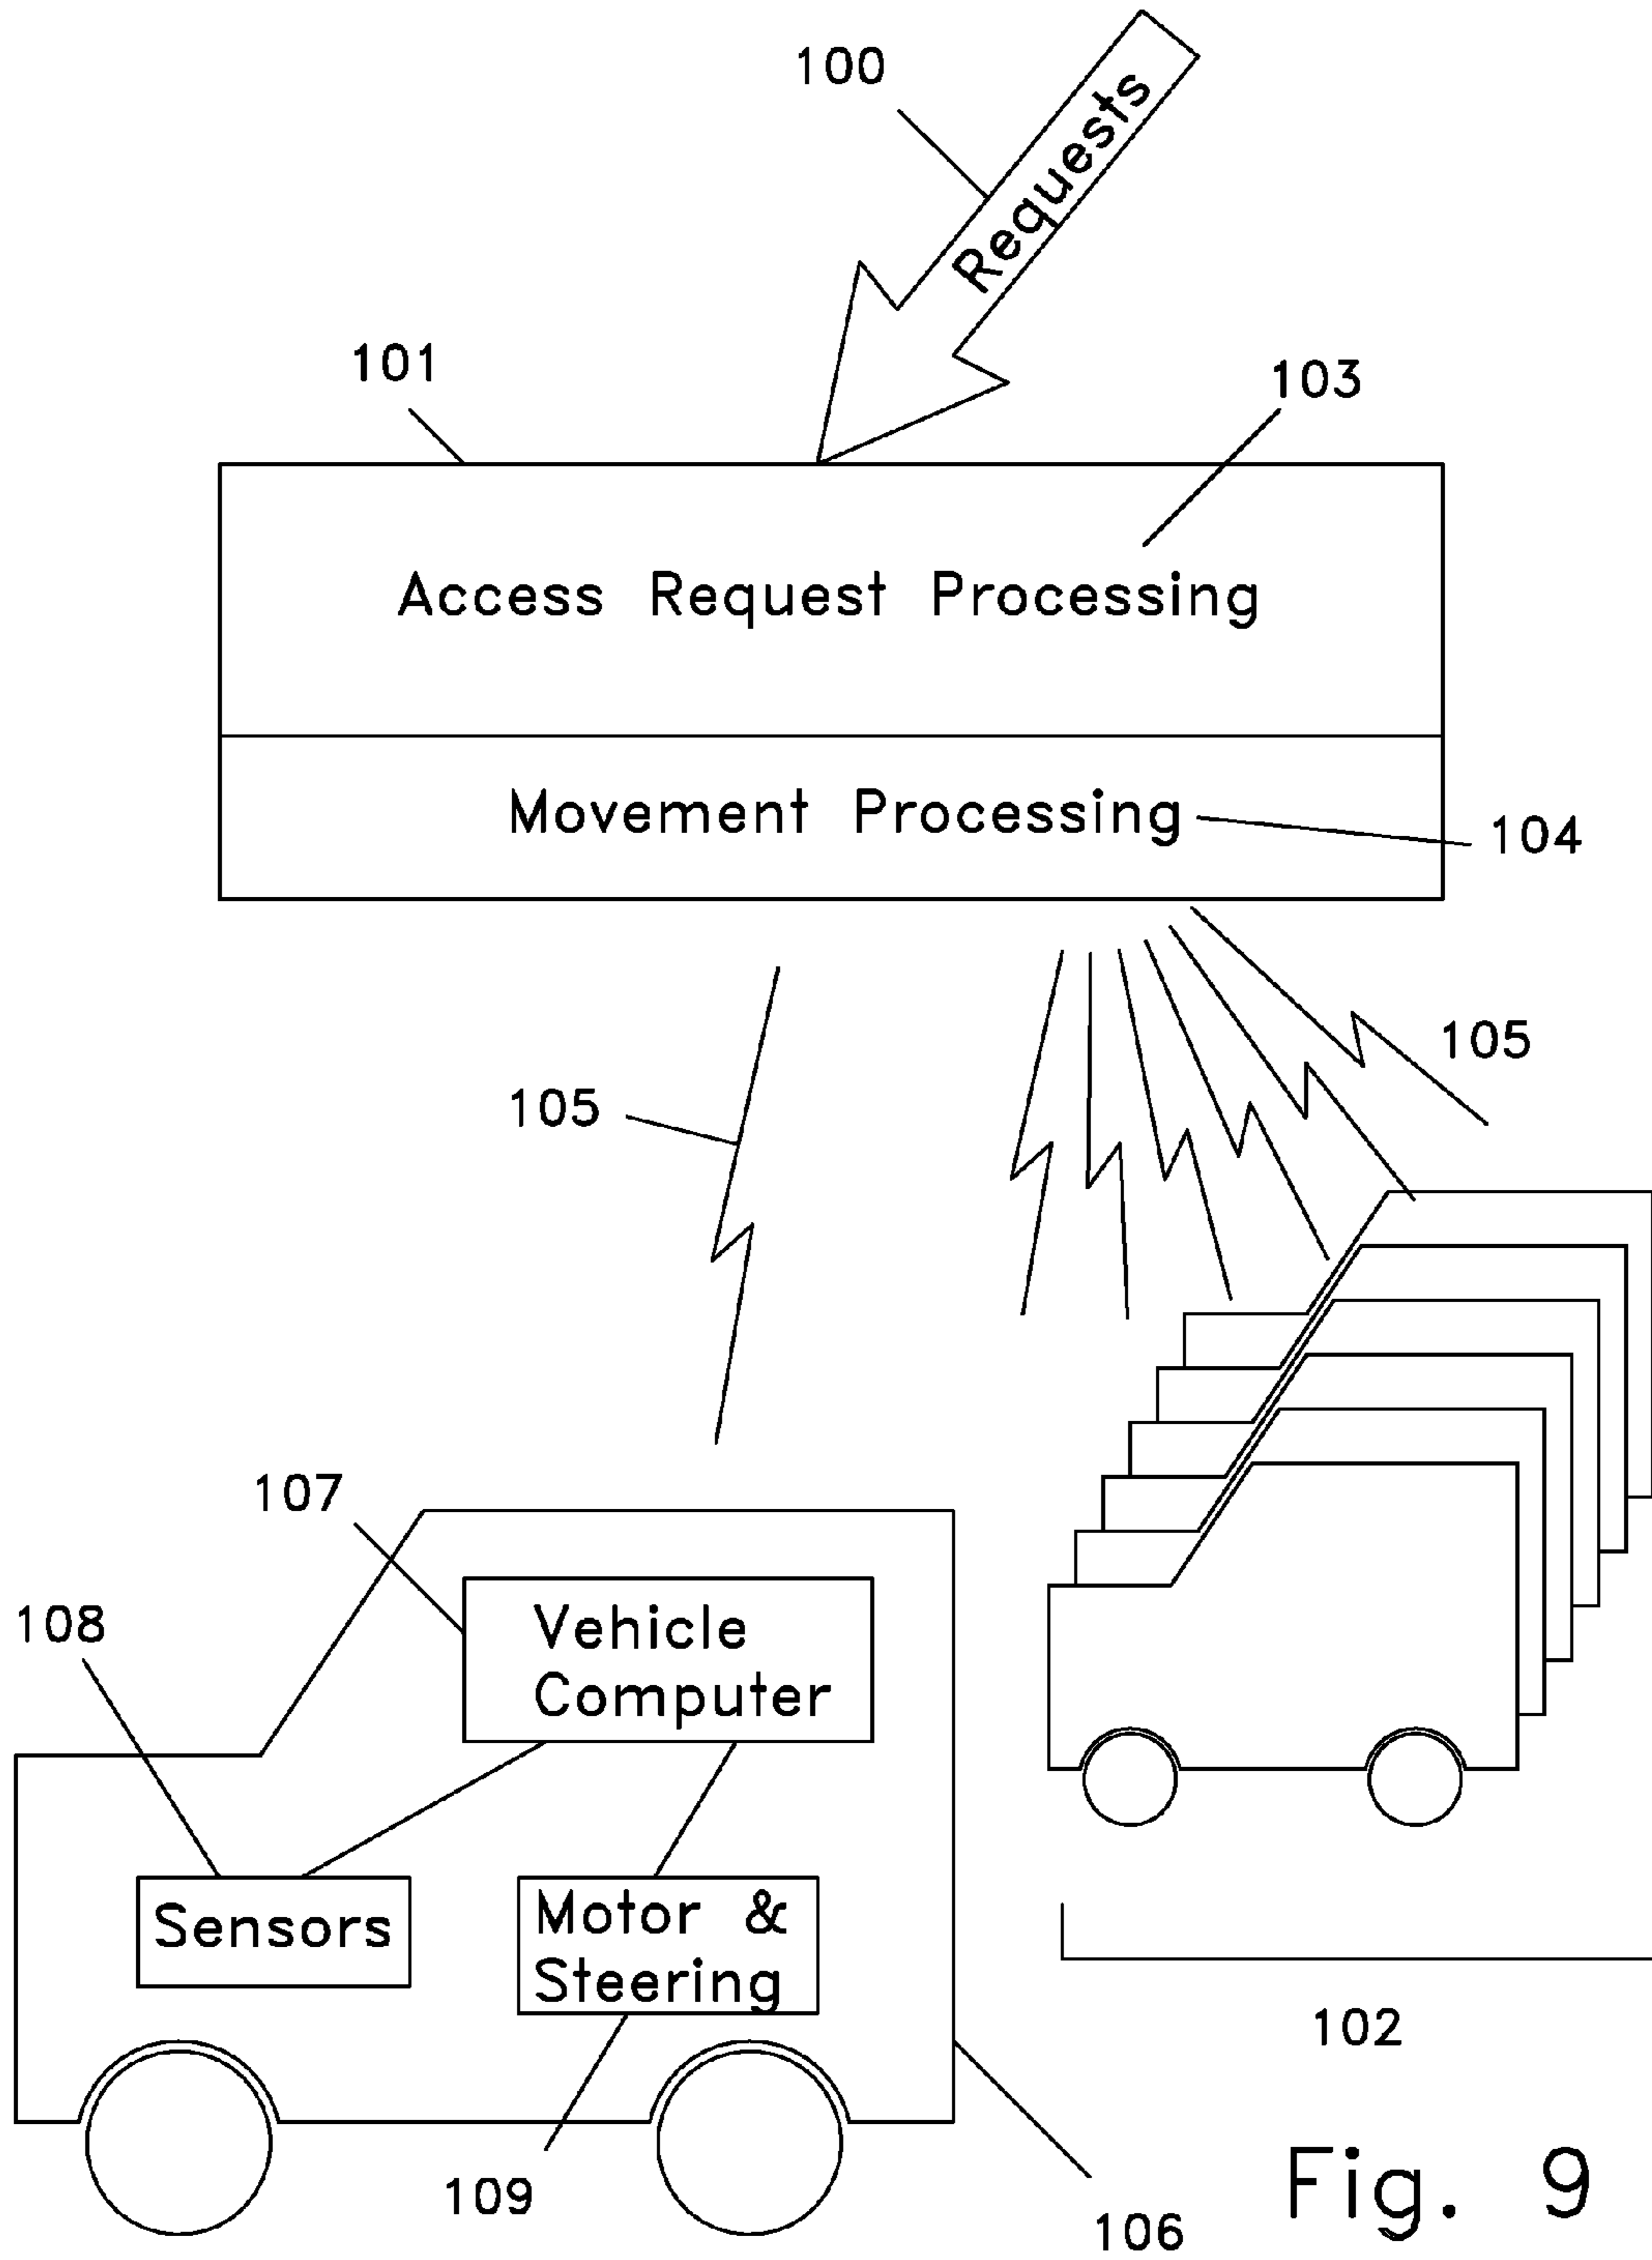 100
Requests
101
103
Access Request Processing
Movement Processing
104
105
105
107
108
Vehicle
Computer
Sensors
Motor &
Steering
102
109
106
Fig. 9